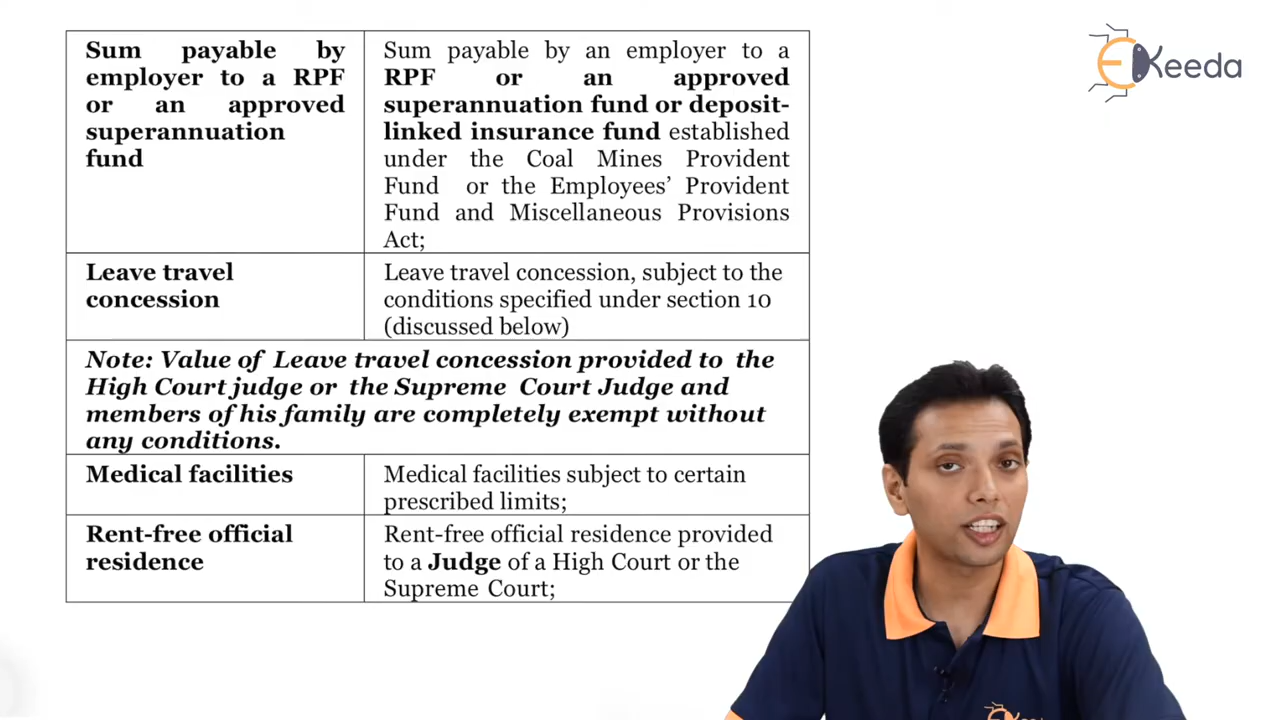 Sum payable by
employer to a RPF
or an approved
superannuation
fund
Sum payable by an employer to a
RPF or an approved
superannuation fund or deposit-
linked insurance fund established
under the Coal Mines Provident
Fund or the Employees’ Provident
Fund and Miscellaneous Provisions
Act;
Leave travel
concession
Leave travel concession, subject to the
conditions specified under section 10
(discussed below)
Note: Value of Leave travel concession provided to the
High Court judge or the Supreme Court Judge and
members of his family are completely exempt without
any conditions.
Medical facilities
Medical facilities subject to certain
prescribed limits;
Rent-free official
residence
Rent-free official residence provided
to a Judge of a High Court or the
Supreme Court;
EKeeda